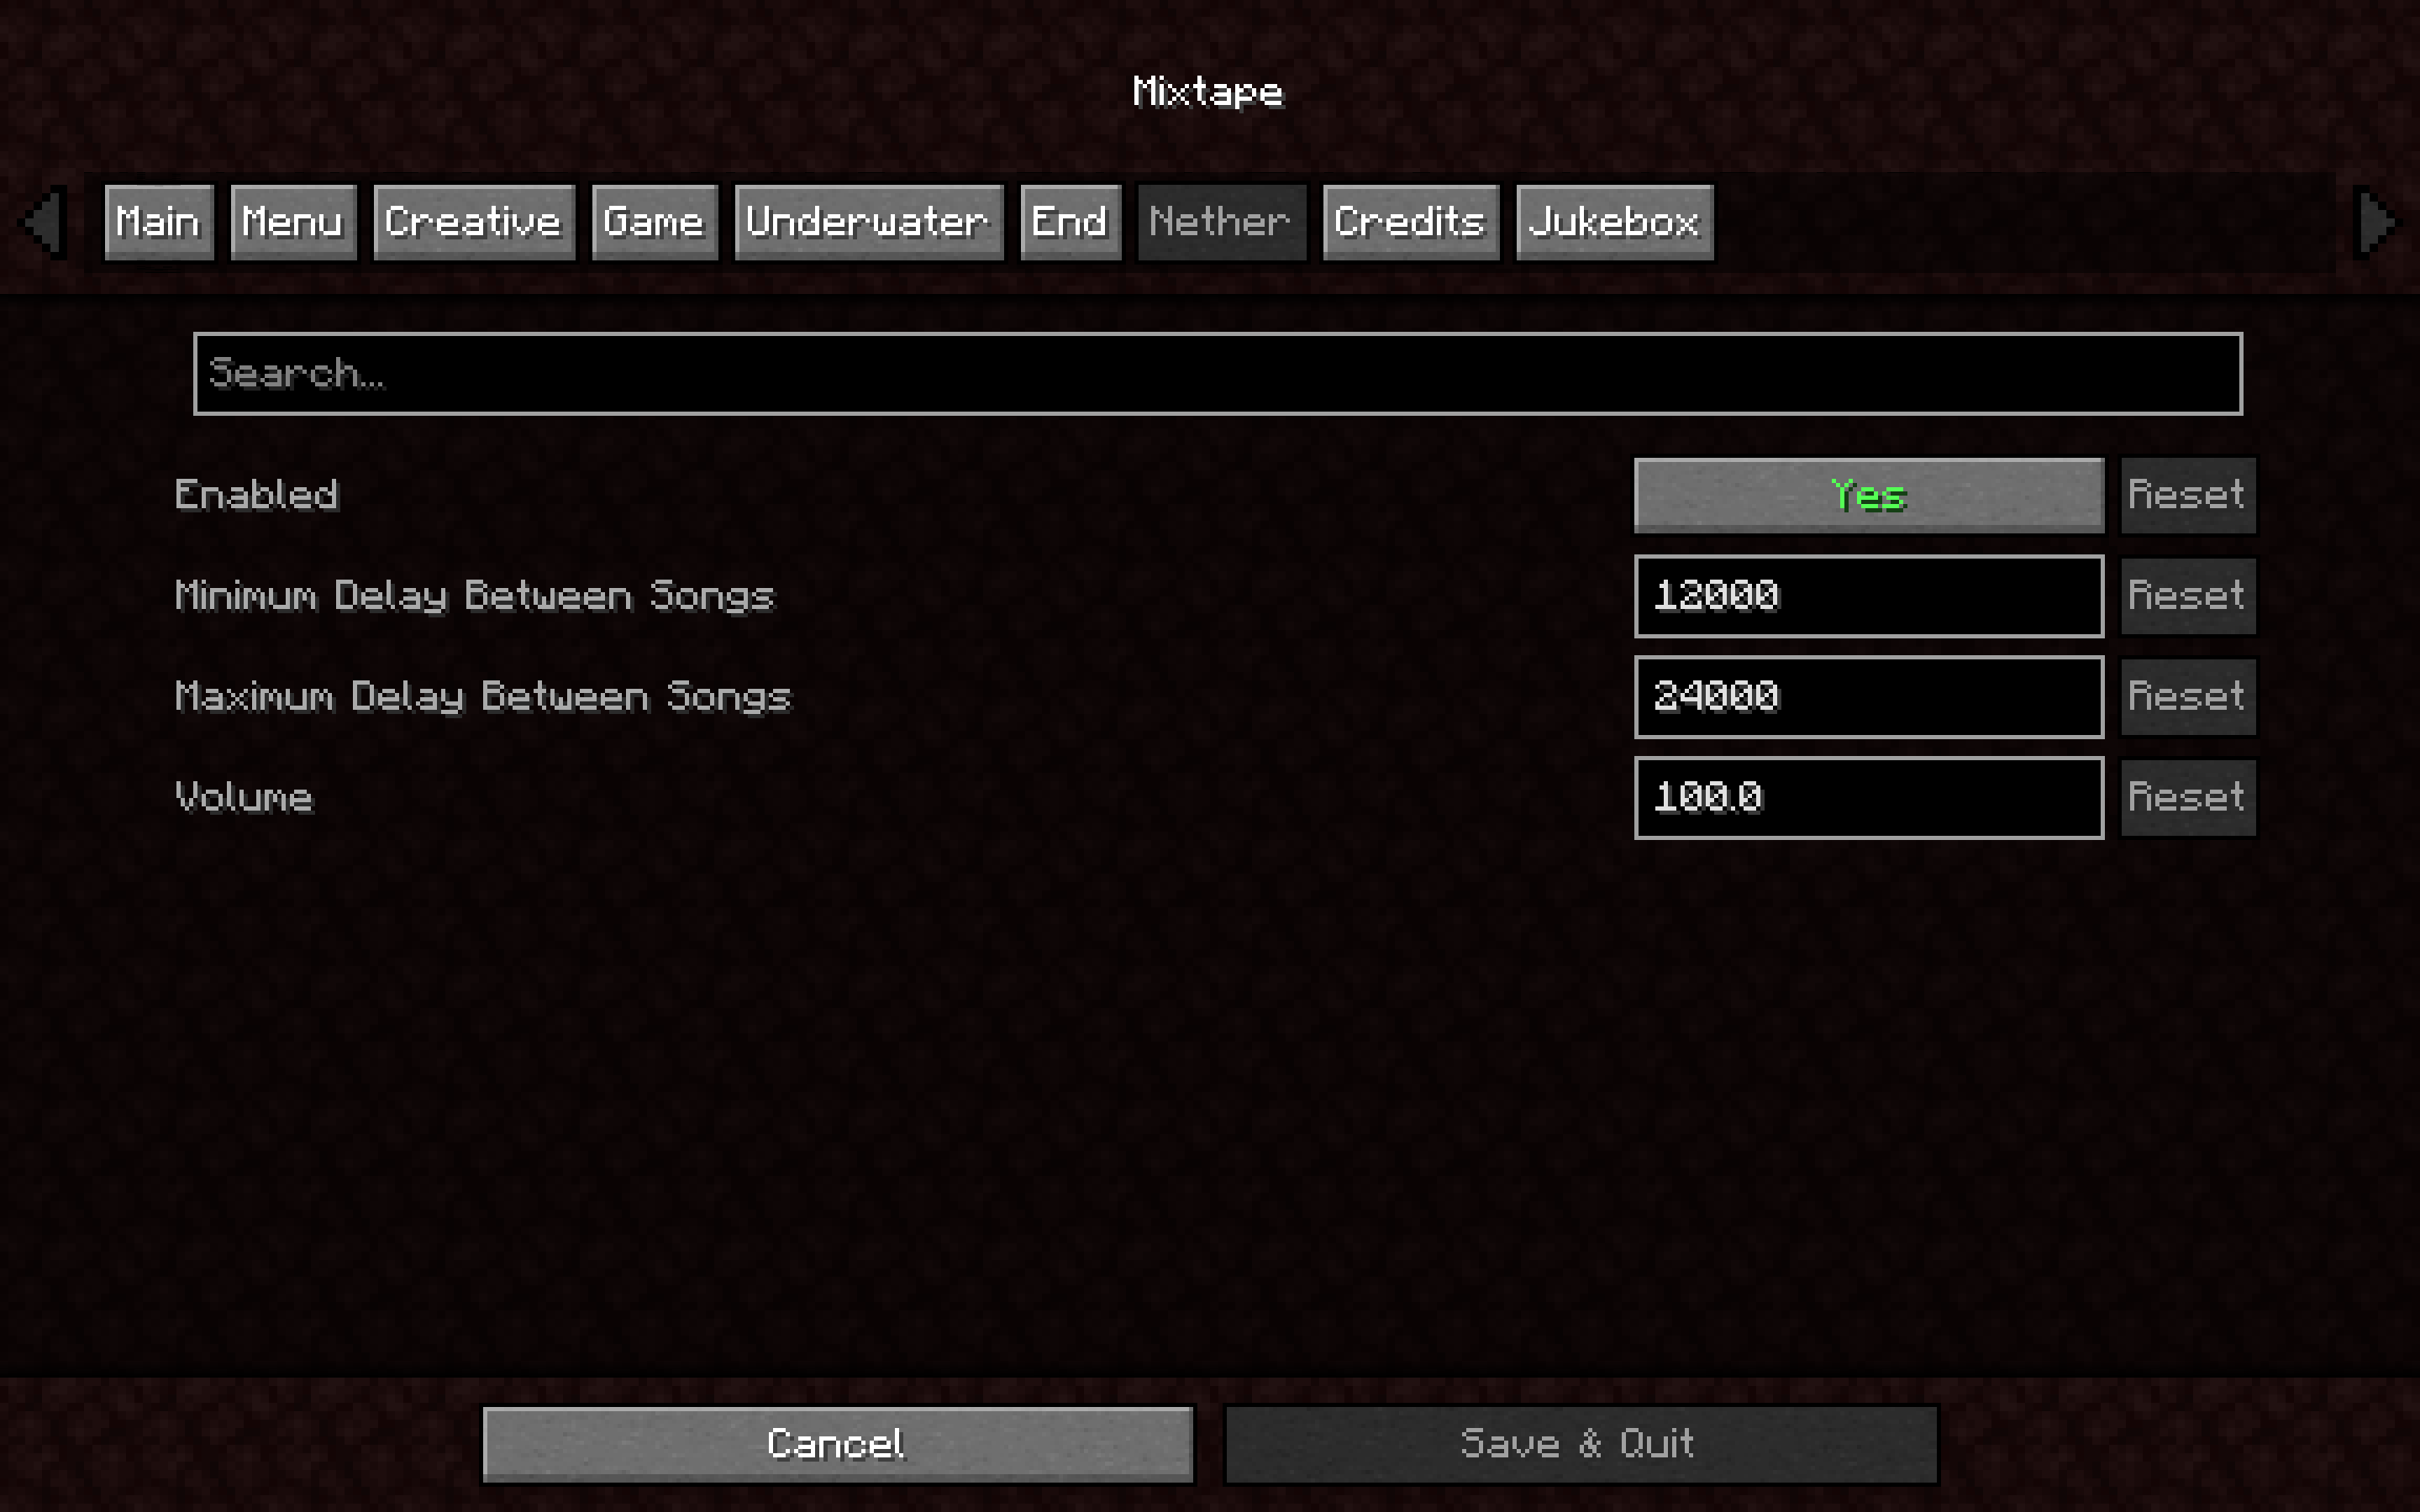 Mixtape
Main Menu Creative Game Underwater End Nether Credits Jukebox
Search...
Enabled Yes Reset
Minimum Delay Between Songs 12000 Reset
Maximum Delay Between Songs 24000 Reset
Volume 100.0 Reset
Cancel Save & Quit